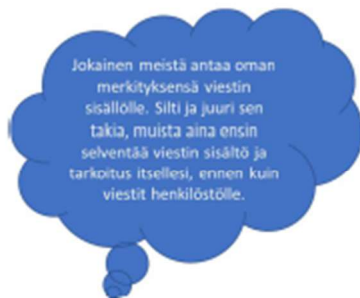 Jokainen meistä antaa oman
merkityksensä viestin
sisällölle. Silti ja juuri sen
takia, muista aina ensin
selventää viestin sisältö ja
tarkoitus itsellesi, ennen kuin
viestit henkilöstölle.